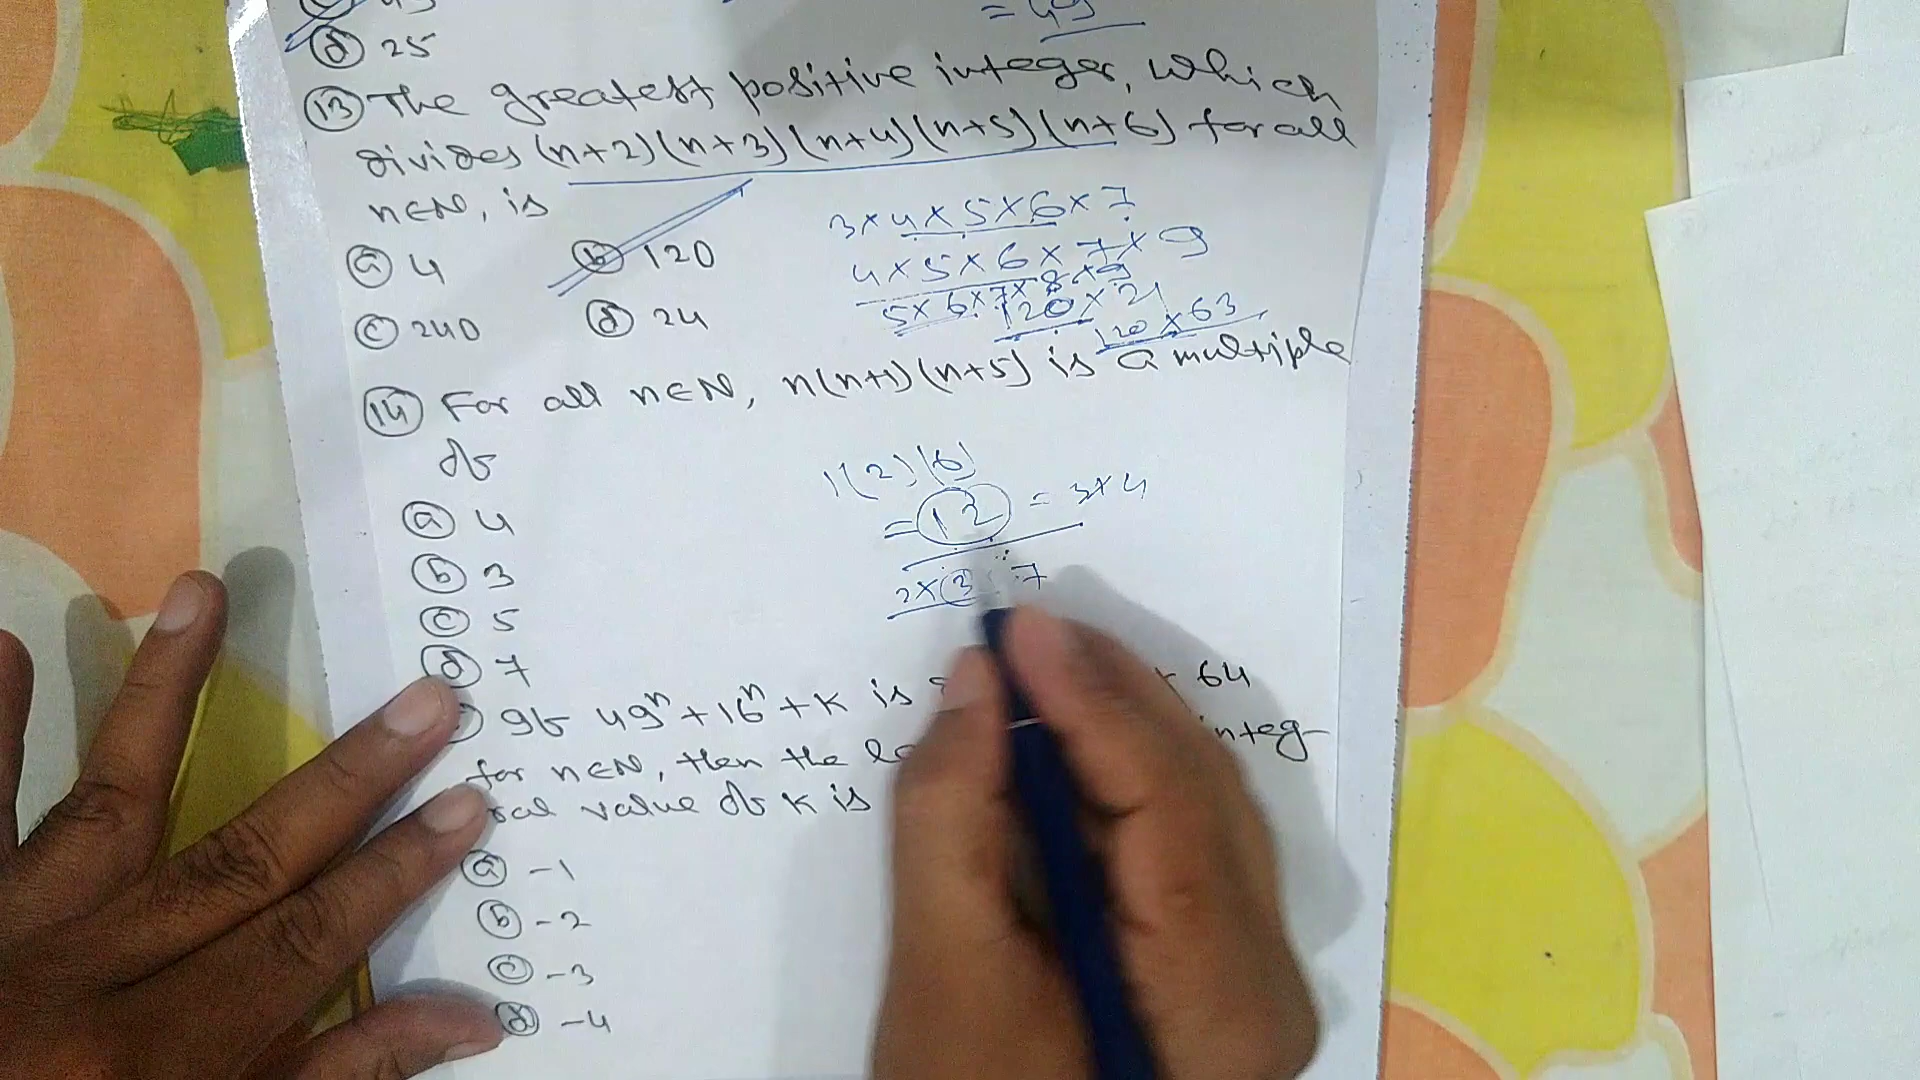 = 49
(d) 25
(13) The greatest positive integer, which
divides (n+2)(n+3)(n+4)(n+5)(n+6) for all
n∈N, is
(a) 4 (b) 120
(c) 240 (d) 24
3×4×5×6×7
4×5×6×7×9
5×6×7×8×9
120×21
120×63
(14) For all n∈N, n(n+1)(n+5) is a multiple
of
(a) 4
(b) 3
(c) 5
(d) 7
1(2)(6)
= 12 = 3×4
2×3 7
If 49ⁿ+16ⁿ+k is 64
for n∈N, then the integ-
ral value of k is
(a) -1
(b) -2
(c) -3
(d) -4